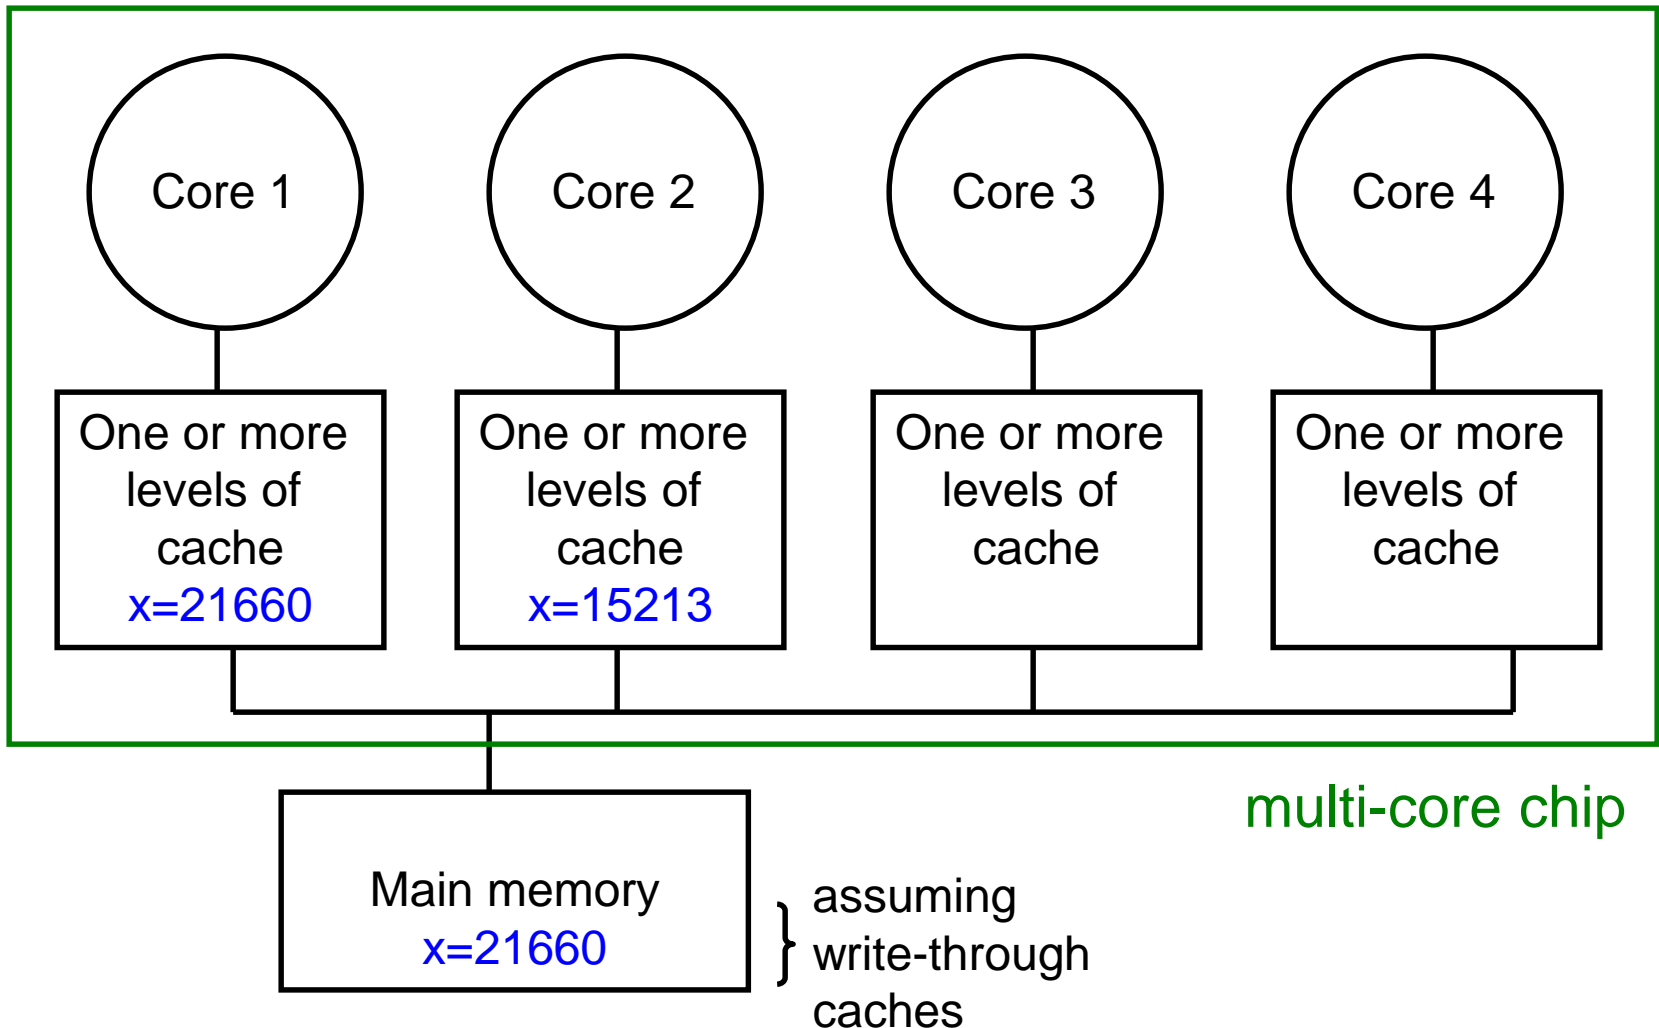 Core 1
Core 2
Core 3
Core 4
One or more
levels of
cache
x=21660
One or more
levels of
cache
x=15213
One or more
levels of
cache
One or more
levels of
cache
multi-core chip
Main memory
x=21660
assuming
write-through
caches